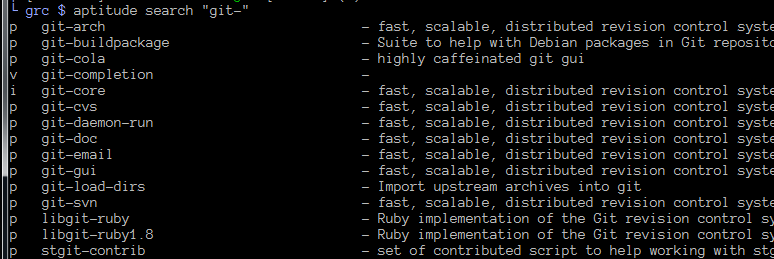 └ grc $ aptitude search "git-"
p git-arch - fast, scalable, distributed revision control syste
p git-buildpackage - Suite to help with Debian packages in Git reposito
p git-cola - highly caffeinated git gui
v git-completion -
i git-core - fast, scalable, distributed revision control syste
p git-cvs - fast, scalable, distributed revision control syste
p git-daemon-run - fast, scalable, distributed revision control syste
p git-doc - fast, scalable, distributed revision control syste
p git-email - fast, scalable, distributed revision control syste
p git-gui - fast, scalable, distributed revision control syste
p git-load-dirs - Import upstream archives into git
p git-svn - fast, scalable, distributed revision control syste
p libgit-ruby - Ruby implementation of the Git revision control sy
p libgit-ruby1.8 - Ruby implementation of the Git revision control sy
p stgit-contrib - set of contributed script to help working with stg